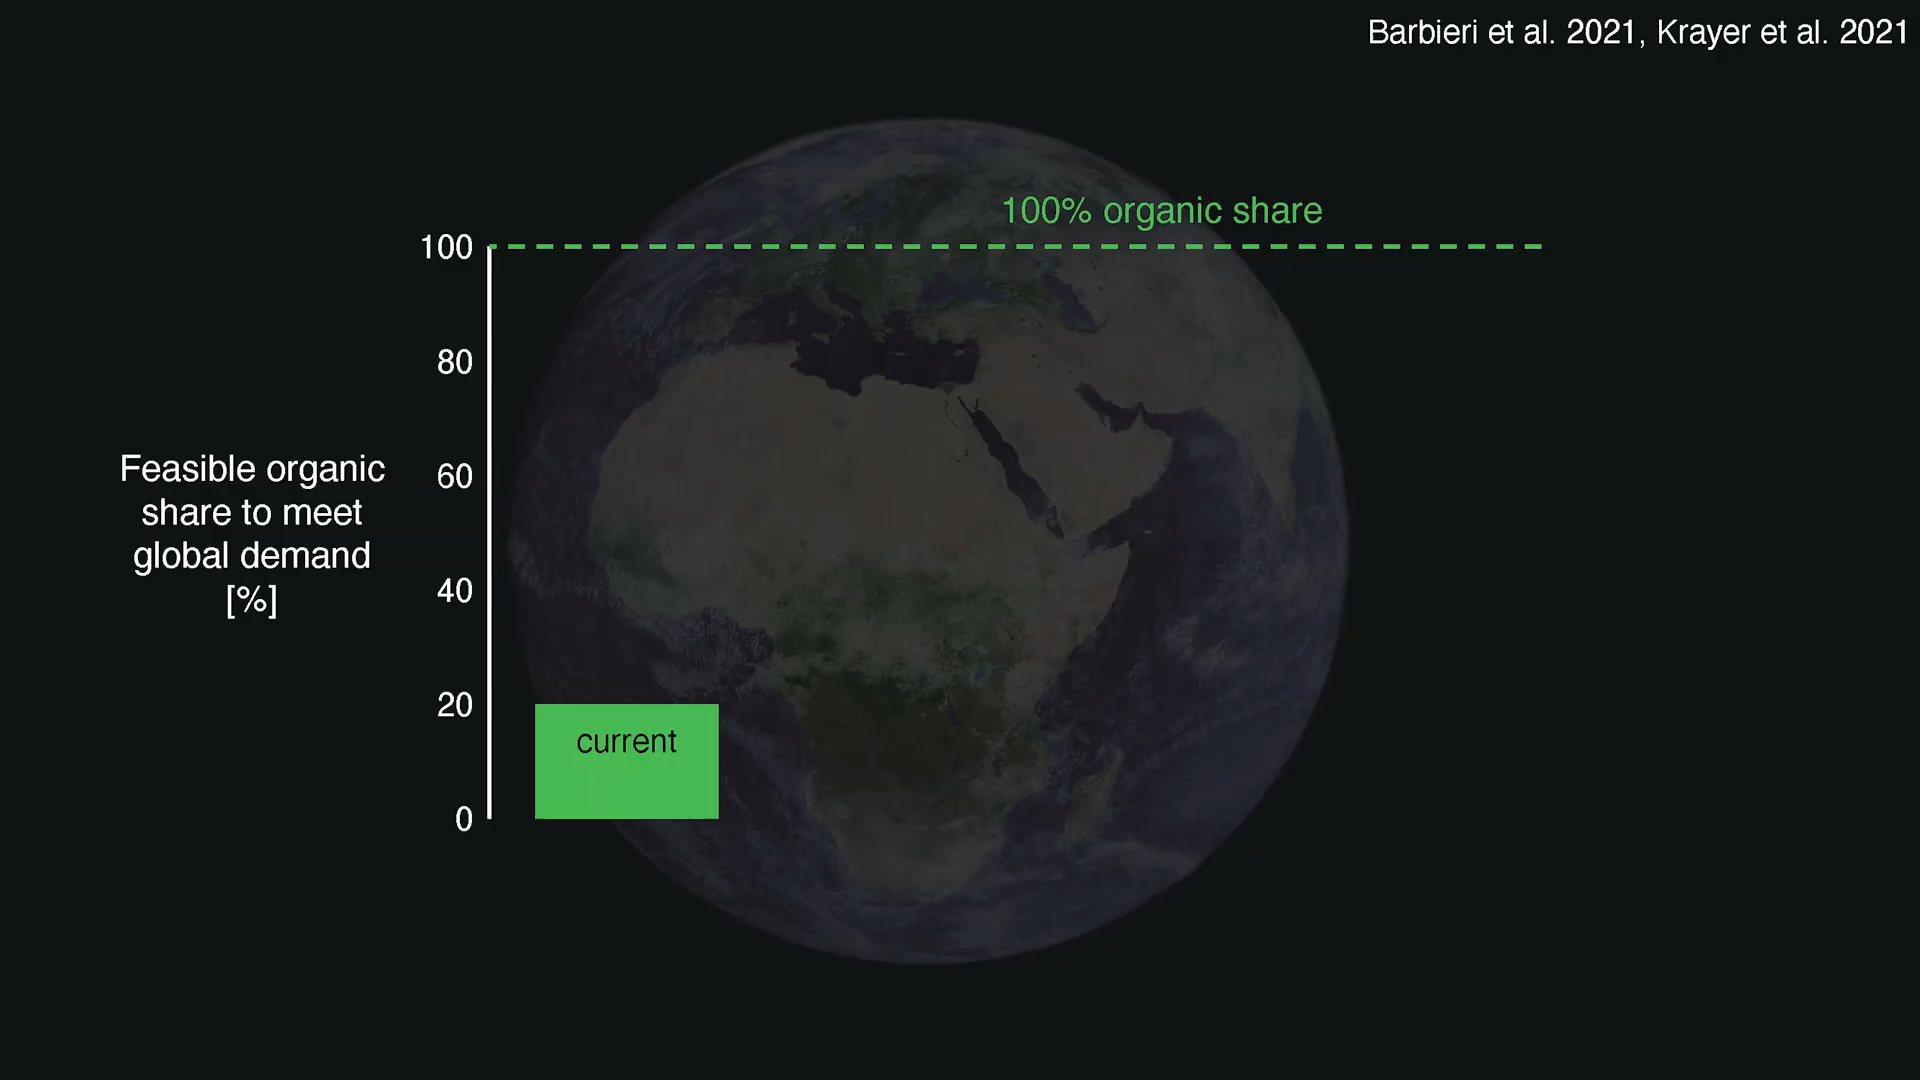 Barbieri et al. 2021, Krayer et al. 2021
100% organic share
100
80
60
40
20
0
Feasible organic
share to meet
global demand
[%]
current